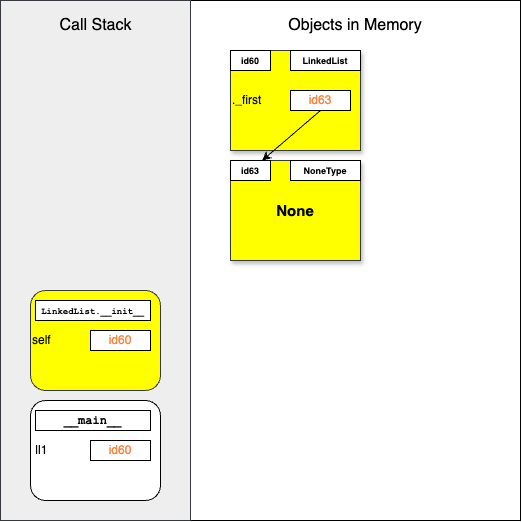 Call Stack
Objects in Memory
id60
LinkedList
._first
id63
id63
NoneType
None
LinkedList.__init__
self
id60
__main__
ll1
id60